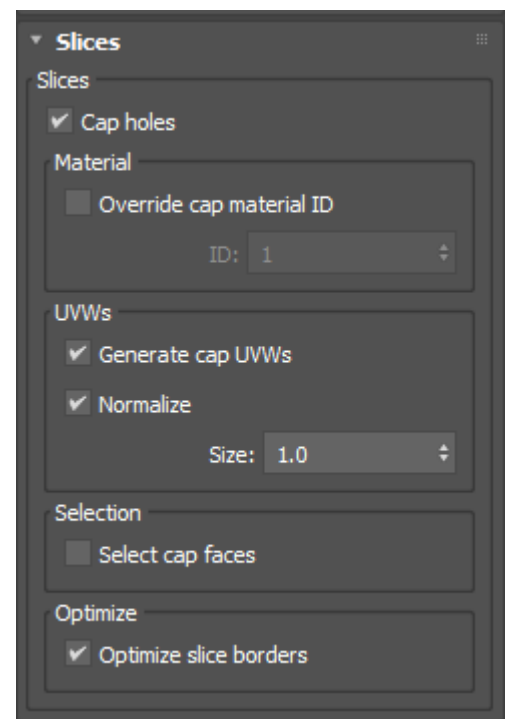 Slices
Slices
Cap holes
Material
Override cap material ID
ID: 1
UVWs
Generate cap UVWs
Normalize
Size: 1.0
Selection
Select cap faces
Optimize
Optimize slice borders